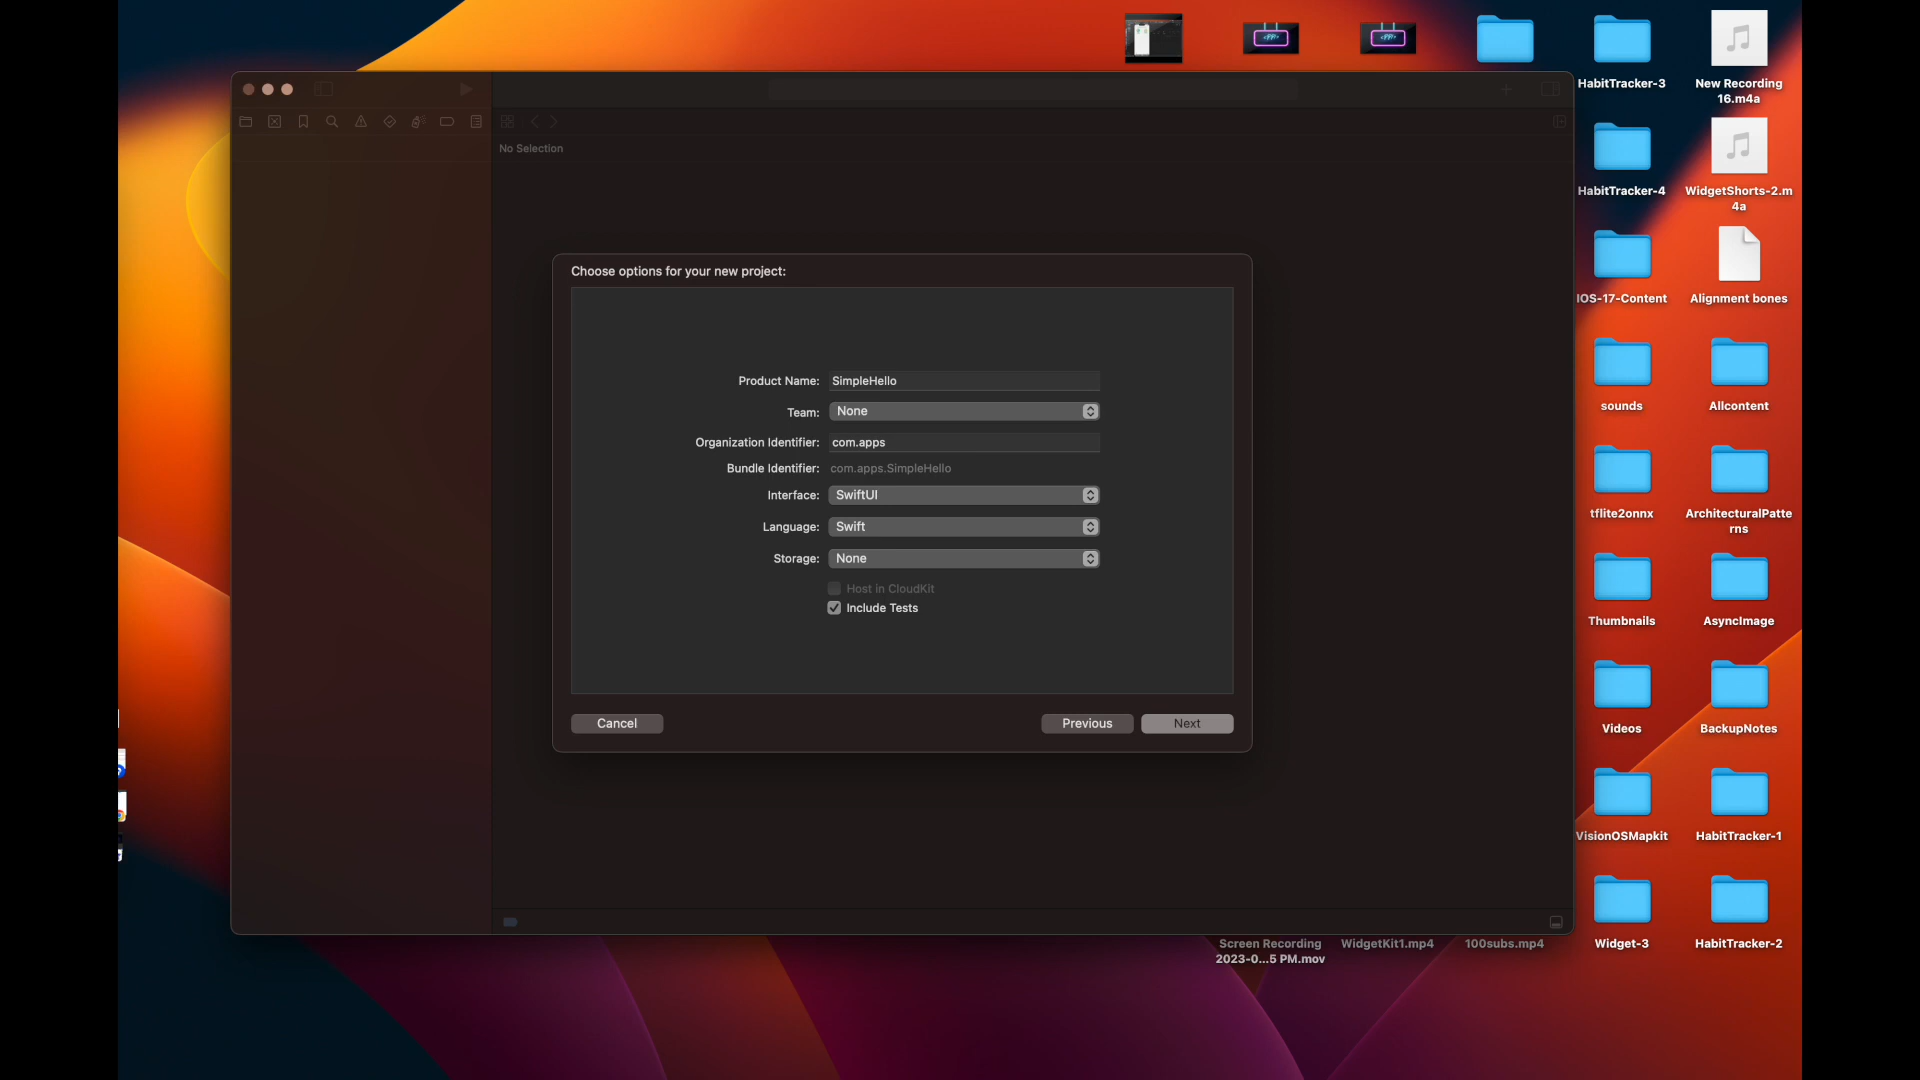 HabitTracker-3
New Recording
16.m4a
No Selection
HabitTracker-4
WidgetShorts-2.m
4a
Choose options for your new project:
IOS-17-Content
Alignment bones
Product Name: SimpleHello
Team: None
Organization Identifier: com.apps
Bundle Identifier: com.apps.SimpleHello
Interface: SwiftUI
Language: Swift
Storage: None
Host in CloudKit
Include Tests
sounds
Allcontent
tflite2onnx
ArchitecturalPatte
rns
Thumbnails
AsyncImage
Cancel
Previous
Next
Videos
BackupNotes
VisionOSMapkit
HabitTracker-1
Screen Recording
2023-0...5 PM.mov
WidgetKit1.mp4
100subs.mp4
Widget-3
HabitTracker-2